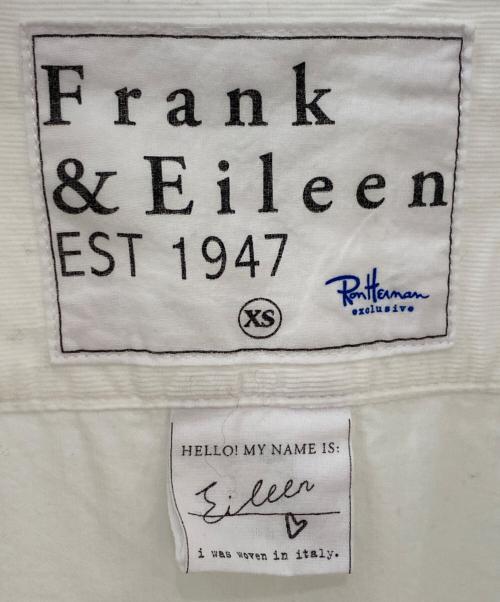 Frank
& Eileen
EST 1947
XS
Ron Herman
exclusive
HELLO! MY NAME IS:
Eileen
i was woven in italy.